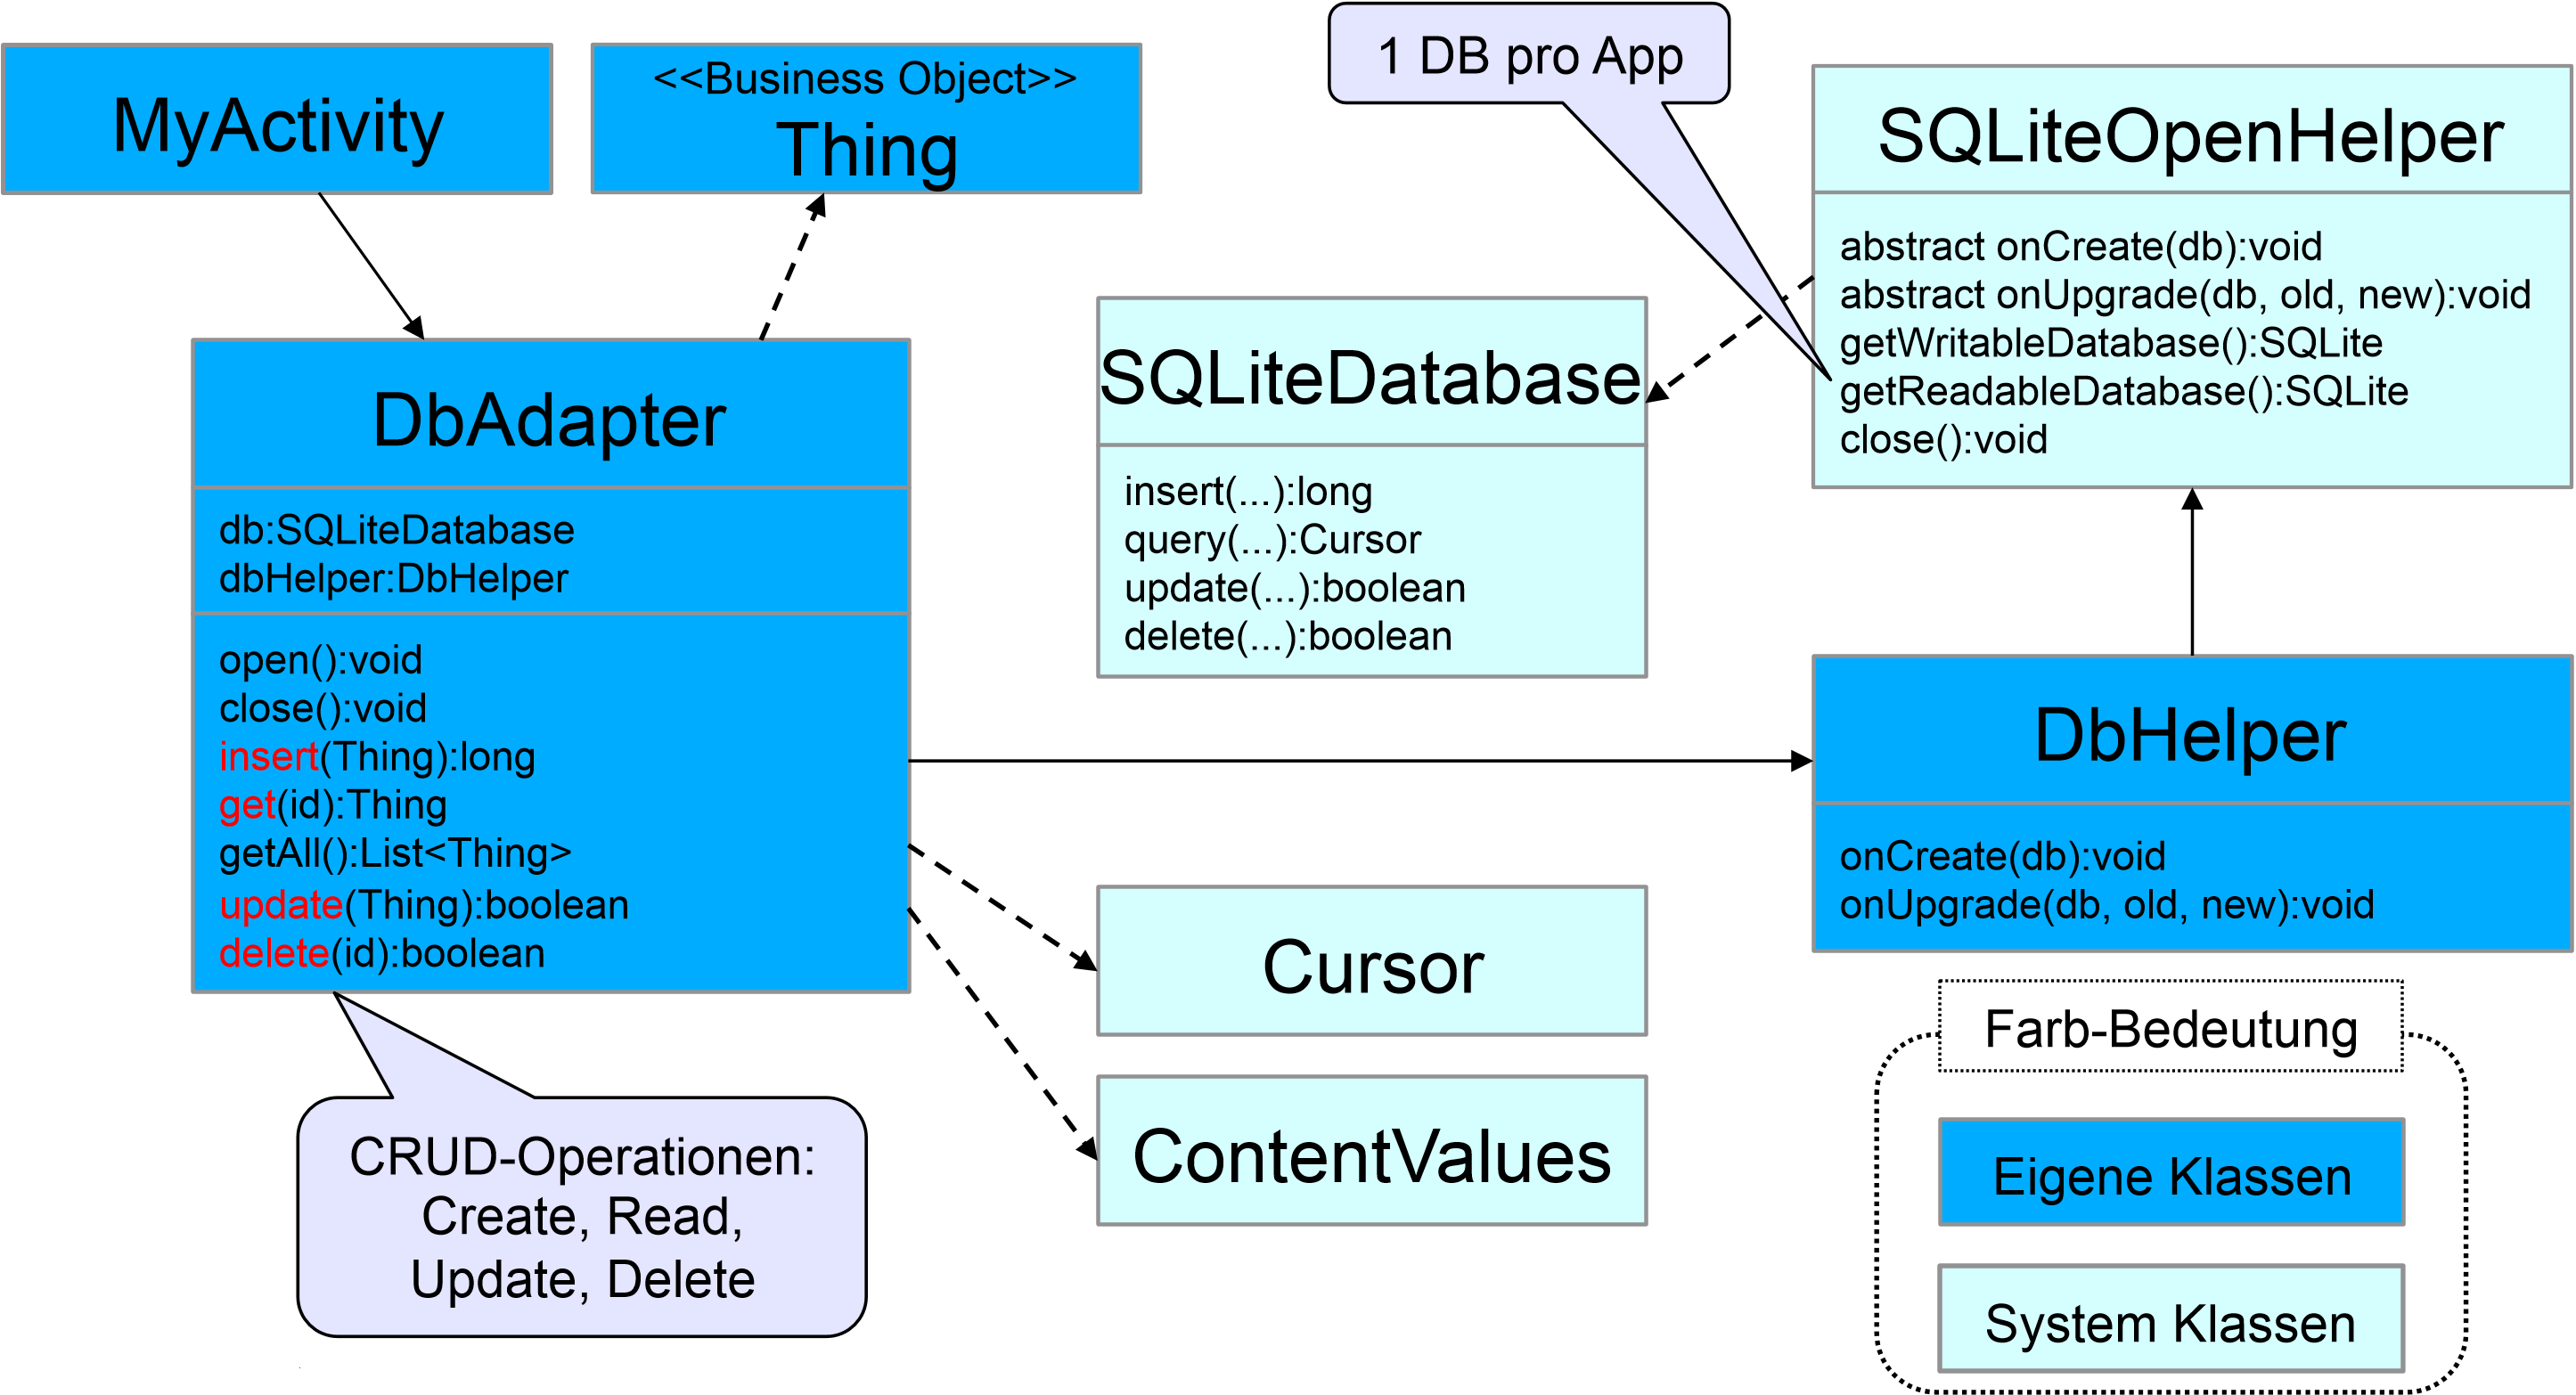 MyActivity
<<Business Object>>
Thing
1 DB pro App
SQLiteOpenHelper
abstract onCreate(db):void
abstract onUpgrade(db, old, new):void
getWritableDatabase():SQLite
getReadableDatabase():SQLite
close():void
SQLiteDatabase
insert(...):long
query(...):Cursor
update(...):boolean
delete(...):boolean
DbAdapter
db:SQLiteDatabase
dbHelper:DbHelper
open():void
close():void
insert(Thing):long
get(id):Thing
getAll():List<Thing>
update(Thing):boolean
delete(id):boolean
DbHelper
onCreate(db):void
onUpgrade(db, old, new):void
Cursor
ContentValues
CRUD-Operationen:
Create, Read,
Update, Delete
Farb-Bedeutung
Eigene Klassen
System Klassen